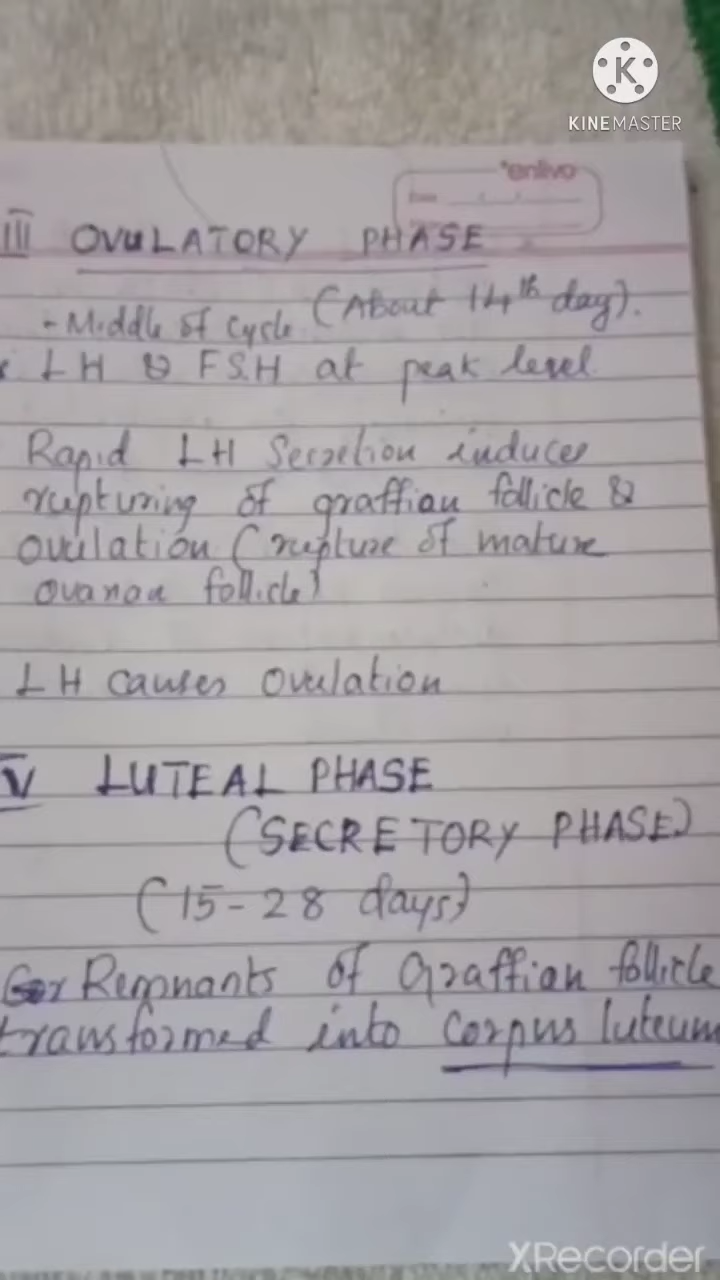 KINEMASTER
enlivo
III OVULATORY PHASE
- Middle of cycle (About 14th day).
LH & FSH at peak level
Rapid LH Secretion induces
rupturing of graffian follicle &
ovulation (rupture of mature
ovarian follicle)
LH causes ovulation
V LUTEAL PHASE
(SECRETORY PHASE)
(15-28 days)
Remnants of Graffian follicle
transformed into corpus luteum
XRecorder